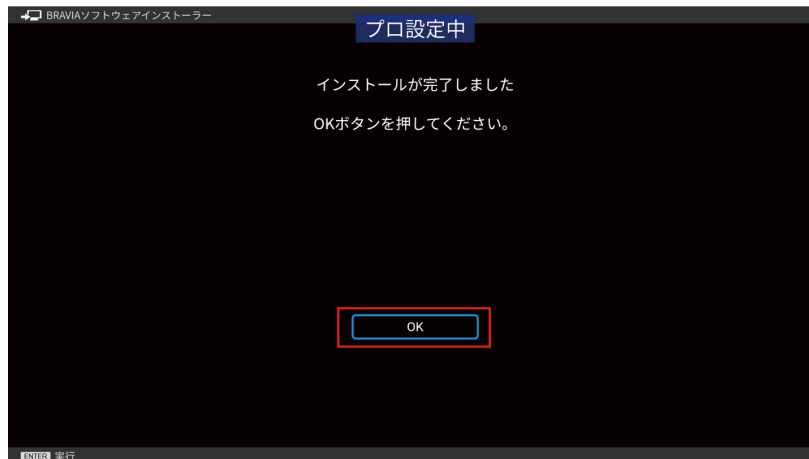 BRAVIAソフトウェアインストーラー
プロ設定中
インストールが完了しました
OKボタンを押してください。
OK
ENTER 実行